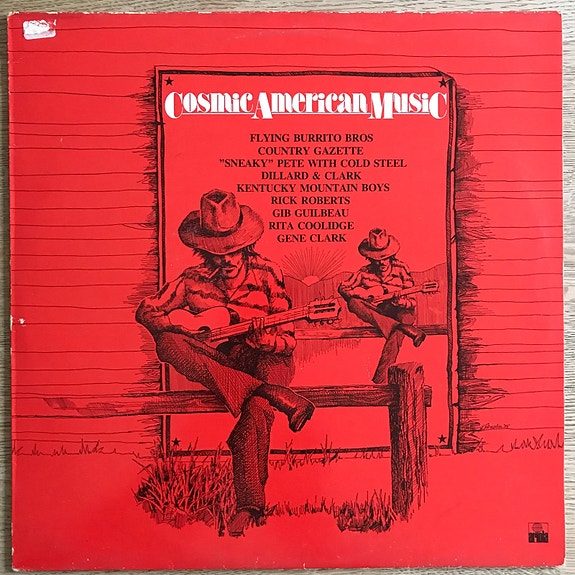 Cosmic American Music
FLYING BURRITO BROS
COUNTRY GAZETTE
"SNEAKY" PETE WITH COLD STEEL
DILLARD & CLARK
KENTUCKY MOUNTAIN BOYS
RICK ROBERTS
GIB GUILBEAU
RITA COOLIDGE
GENE CLARK
ariola